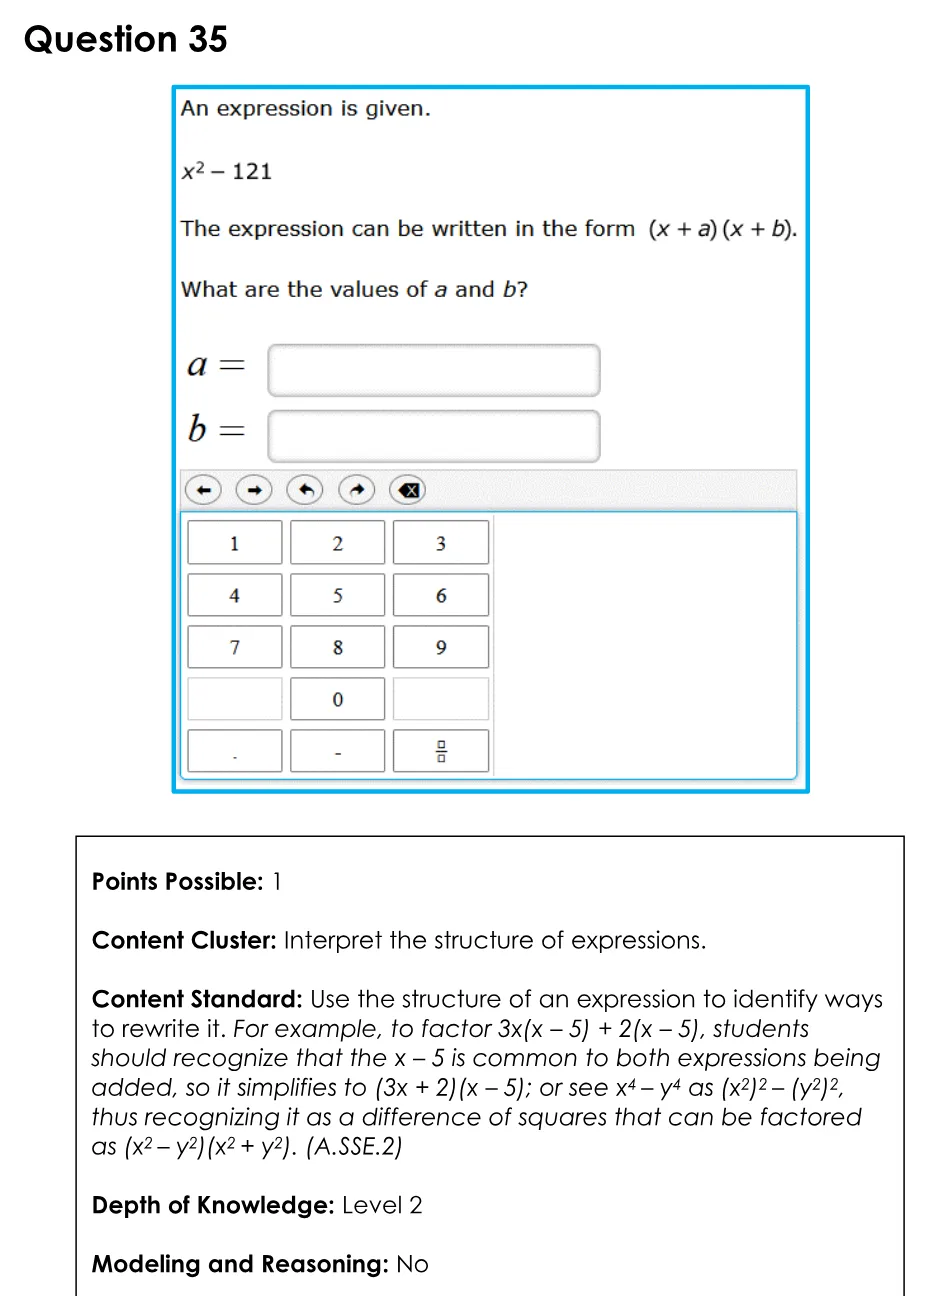 Question 35
An expression is given.
x² – 121
The expression can be written in the form (x + a)(x + b).
What are the values of a and b?
a =
b =
1 2 3
4 5 6
7 8 9
0
. - 
Points Possible: 1
Content Cluster: Interpret the structure of expressions.
Content Standard: Use the structure of an expression to identify ways
to rewrite it. For example, to factor 3x(x – 5) + 2(x – 5), students
should recognize that the x – 5 is common to both expressions being
added, so it simplifies to (3x + 2)(x – 5); or see x⁴ – y⁴ as (x²)² – (y²)²,
thus recognizing it as a difference of squares that can be factored
as (x² – y²)(x² + y²). (A.SSE.2)
Depth of Knowledge: Level 2
Modeling and Reasoning: No